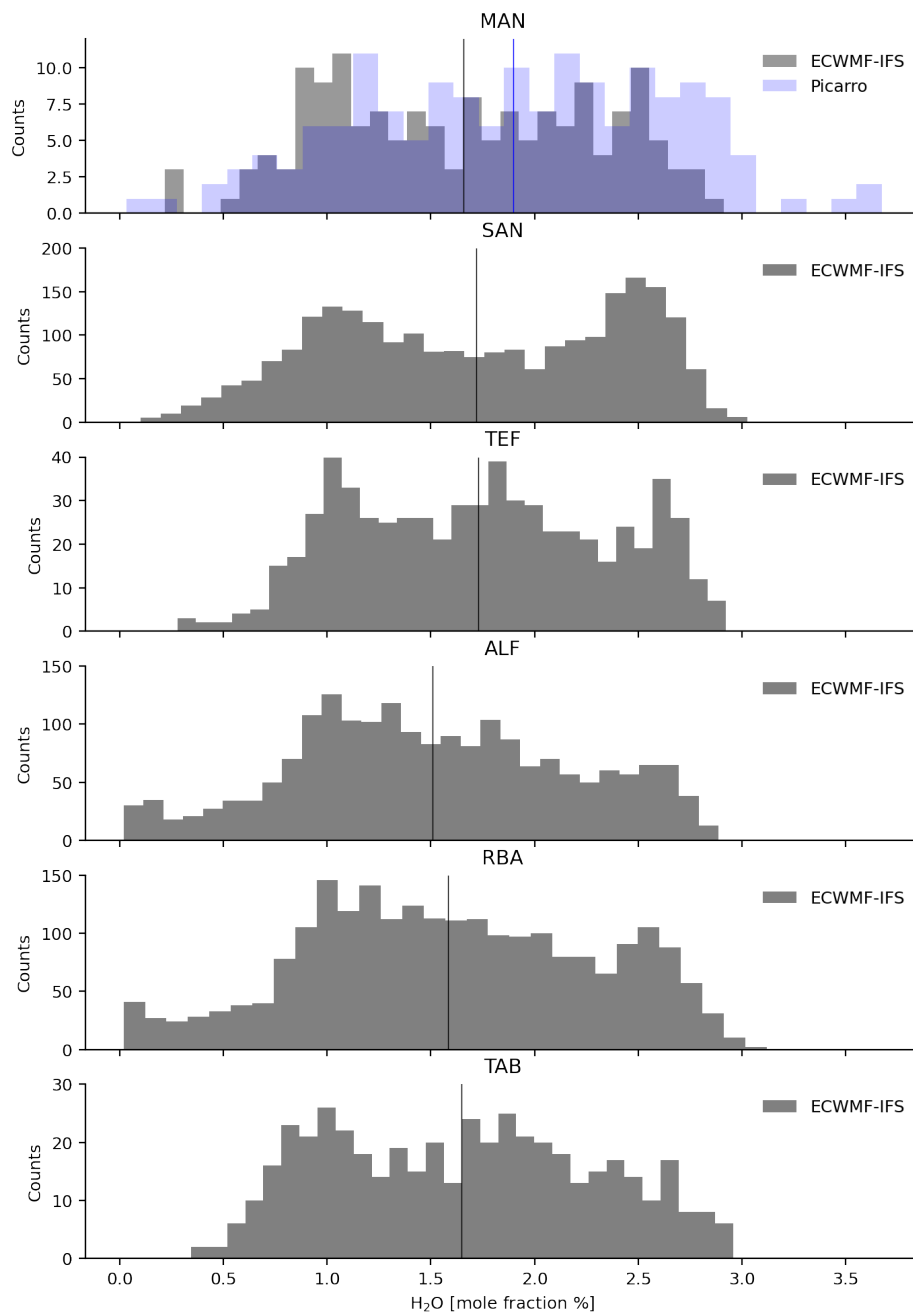 MAN
10.0
7.5
5.0
2.5
0.0
Counts
ECWMF-IFS
Picarro
SAN
200
150
100
50
0
Counts
ECWMF-IFS
TEF
40
30
20
10
0
Counts
ECWMF-IFS
ALF
150
100
50
0
Counts
ECWMF-IFS
RBA
150
100
50
0
Counts
ECWMF-IFS
TAB
30
20
10
0
Counts
ECWMF-IFS
0.0 0.5 1.0 1.5 2.0 2.5 3.0 3.5
H₂O [mole fraction %]